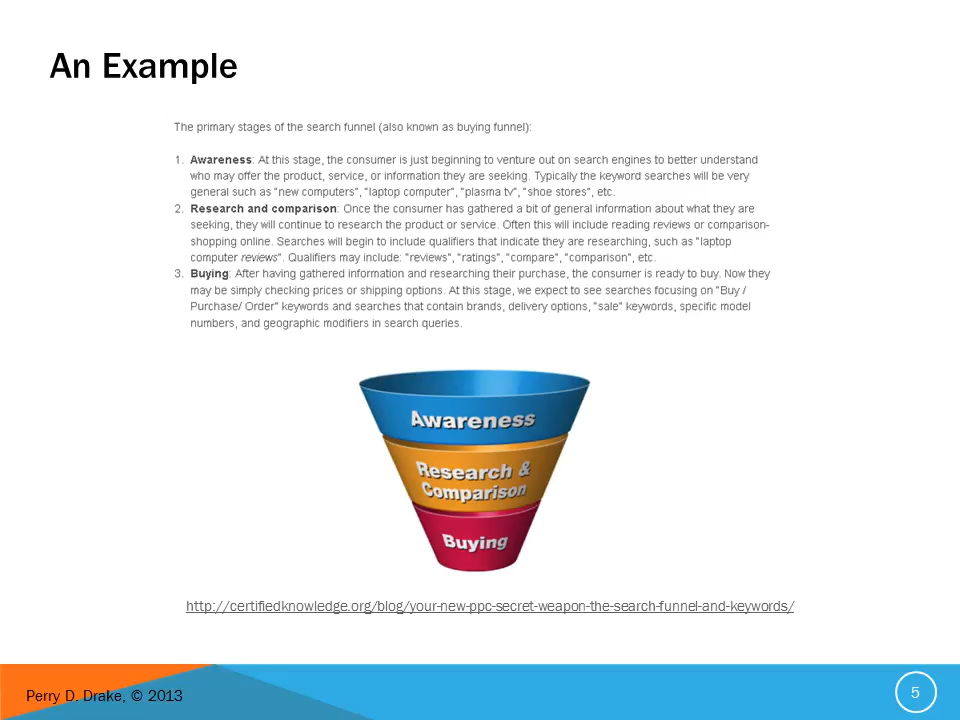 An Example
The primary stages of the search funnel (also known as buying funnel):
1. Awareness: At this stage, the consumer is just beginning to venture out on search engines to better understand
who may offer the product, service, or information they are seeking. Typically the keyword searches will be very
general such as "new computers", "laptop computer", "plasma tv", "shoe stores", etc.
2. Research and comparison: Once the consumer has gathered a bit of general information about what they are
seeking, they will continue to research the product or service. Often this will include reading reviews or comparison-
shopping online. Searches will begin to include qualifiers that indicate they are researching, such as "laptop
computer reviews". Qualifiers may include: "reviews", "ratings", "compare", "comparison", etc.
3. Buying: After having gathered information and researching their purchase, the consumer is ready to buy. Now they
may be simply checking prices or shipping options. At this stage, we expect to see searches focusing on "Buy /
Purchase/ Order" keywords and searches that contain brands, delivery options, "sale" keywords, specific model
numbers, and geographic modifiers in search queries.
Awareness
Research &
Comparison
Buying
http://certifiedknowledge.org/blog/your-new-ppc-secret-weapon-the-search-funnel-and-keywords/
Perry D. Drake, © 2013
5